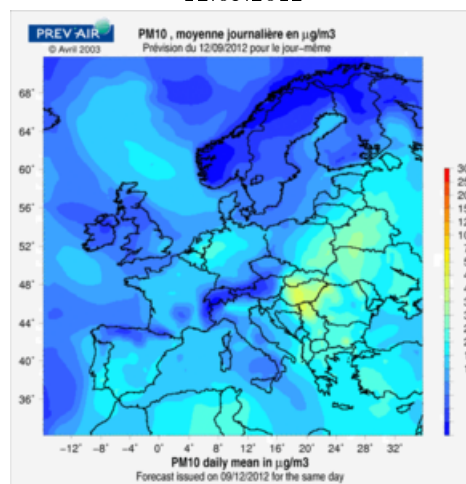 PREV'AIR
© Avril 2003
PM10 , moyenne journalière en µg/m3
Prévision du 12/09/2012 pour le jour-même
68°
64°
60°
56°
52°
48°
44°
40°
36°
−12° −8° −4° 0° 4° 8° 12° 16° 20° 24° 28° 32°
PM10 daily mean in µg/m3
Forecast issued on 09/12/2012 for the same day